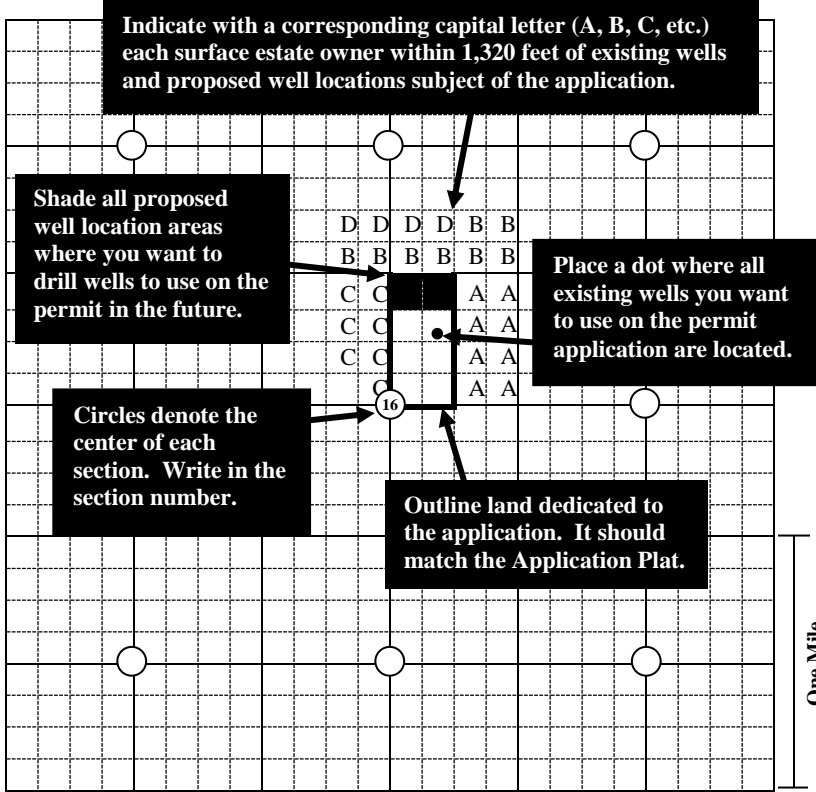 Indicate with a corresponding capital letter (A, B, C, etc.)
each surface estate owner within 1,320 feet of existing wells
and proposed well locations subject of the application.
Shade all proposed
well location areas
where you want to
drill wells to use on the
permit in the future.
D D D D B B
B B B B B B
C C A A
C C A A
C C A A
C A A
Place a dot where all
existing wells you want
to use on the permit
application are located.
16
Circles denote the
center of each
section. Write in the
section number.
Outline land dedicated to
the application. It should
match the Application Plat.
One Mile